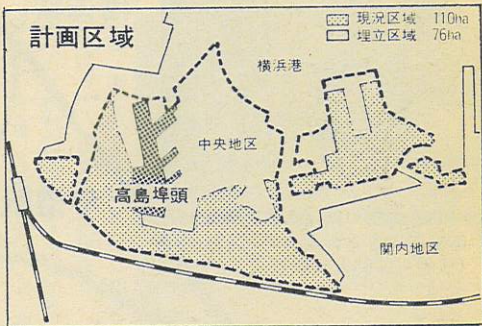 計画区域
現況区域 110ha
埋立区域 76ha
横浜港
中央地区
高島埠頭
関内地区